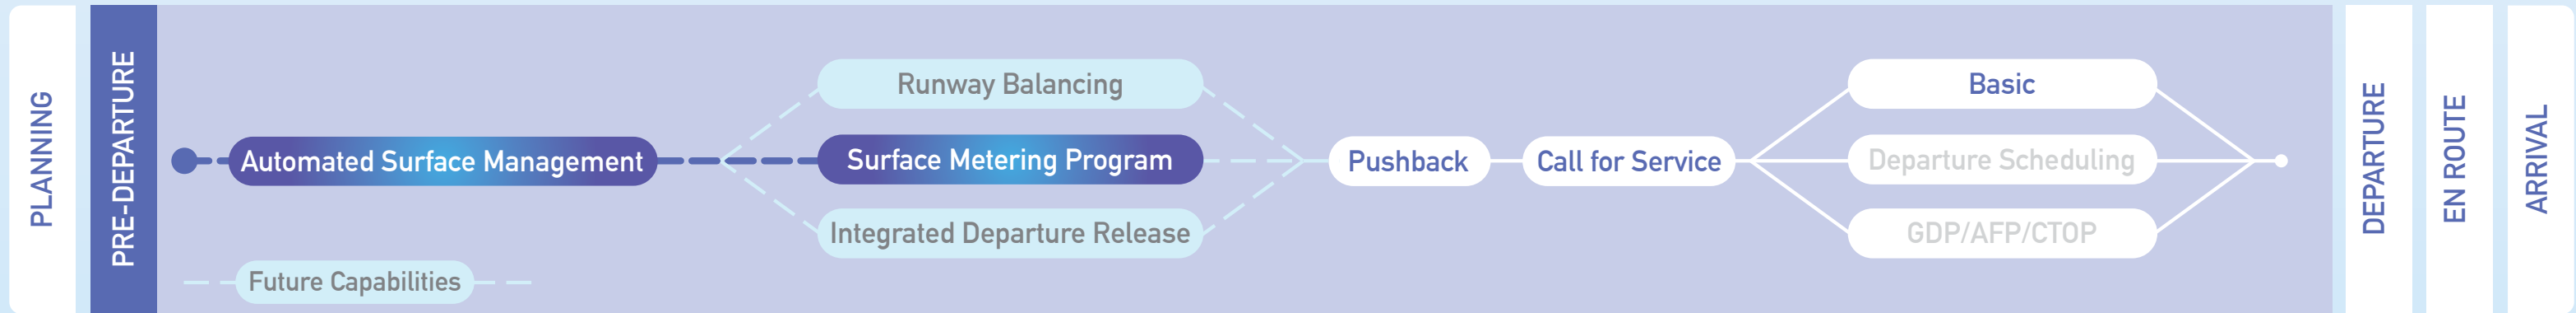 PLANNING
PRE-DEPARTURE
Automated Surface Management
Runway Balancing
Surface Metering Program
Integrated Departure Release
Future Capabilities
Pushback
Call for Service
Basic
Departure Scheduling
GDP/AFP/CTOP
DEPARTURE
EN ROUTE
ARRIVAL